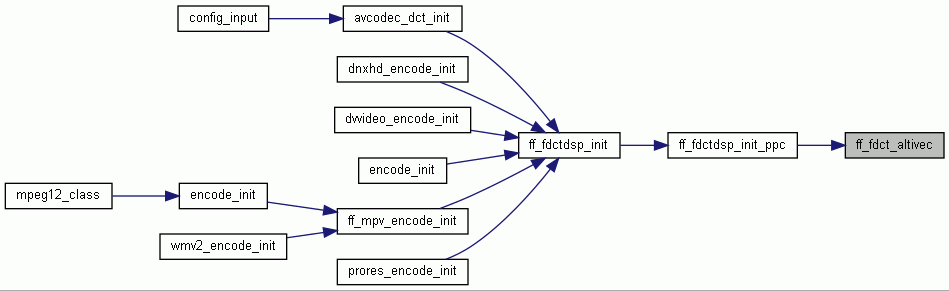 config_input
avcodec_dct_init
dnxhd_encode_init
dvvideo_encode_init
ff_fdctdsp_init
ff_fdctdsp_init_ppc
ff_fdct_altivec
encode_init
mpeg12_class
encode_init
ff_mpv_encode_init
wmv2_encode_init
prores_encode_init